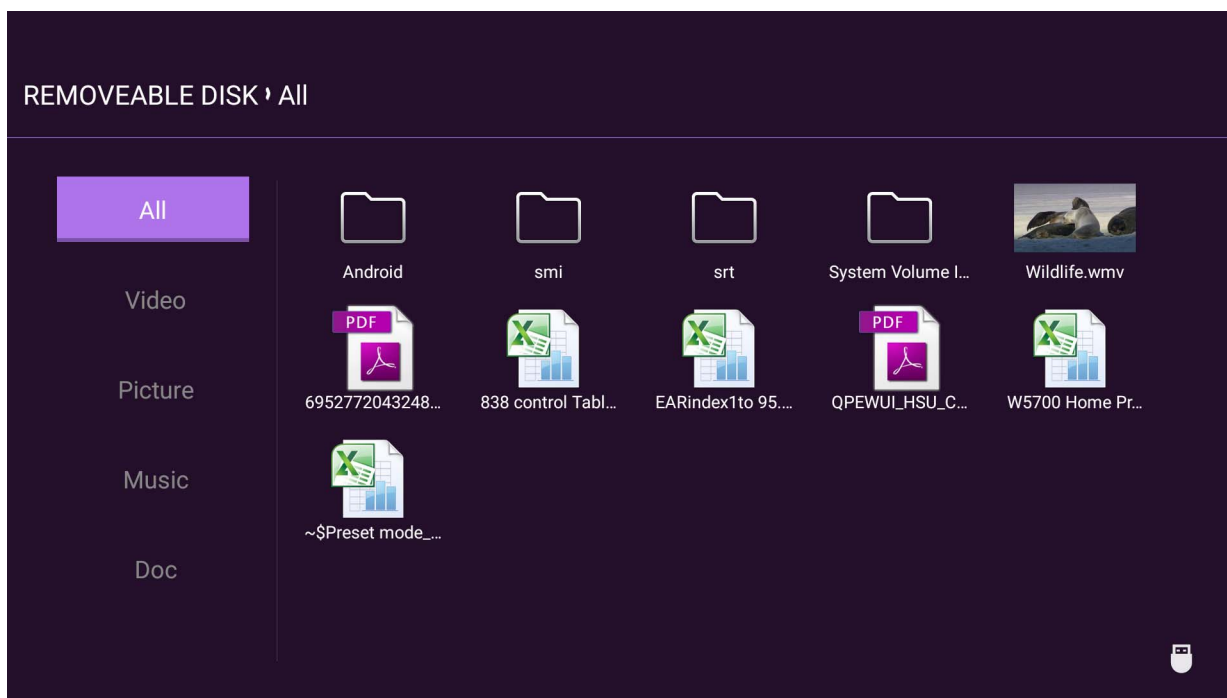 REMOVEABLE DISK All
All
Video
Picture
Music
Doc
Android
smi
srt
System Volume I...
Wildlife.wmv
PDF
PDF
6952772043248...
838 control Tabl...
EARindex1to 95....
QPEWUI_HSU_C...
W5700 Home Pr...
~$Preset mode_...